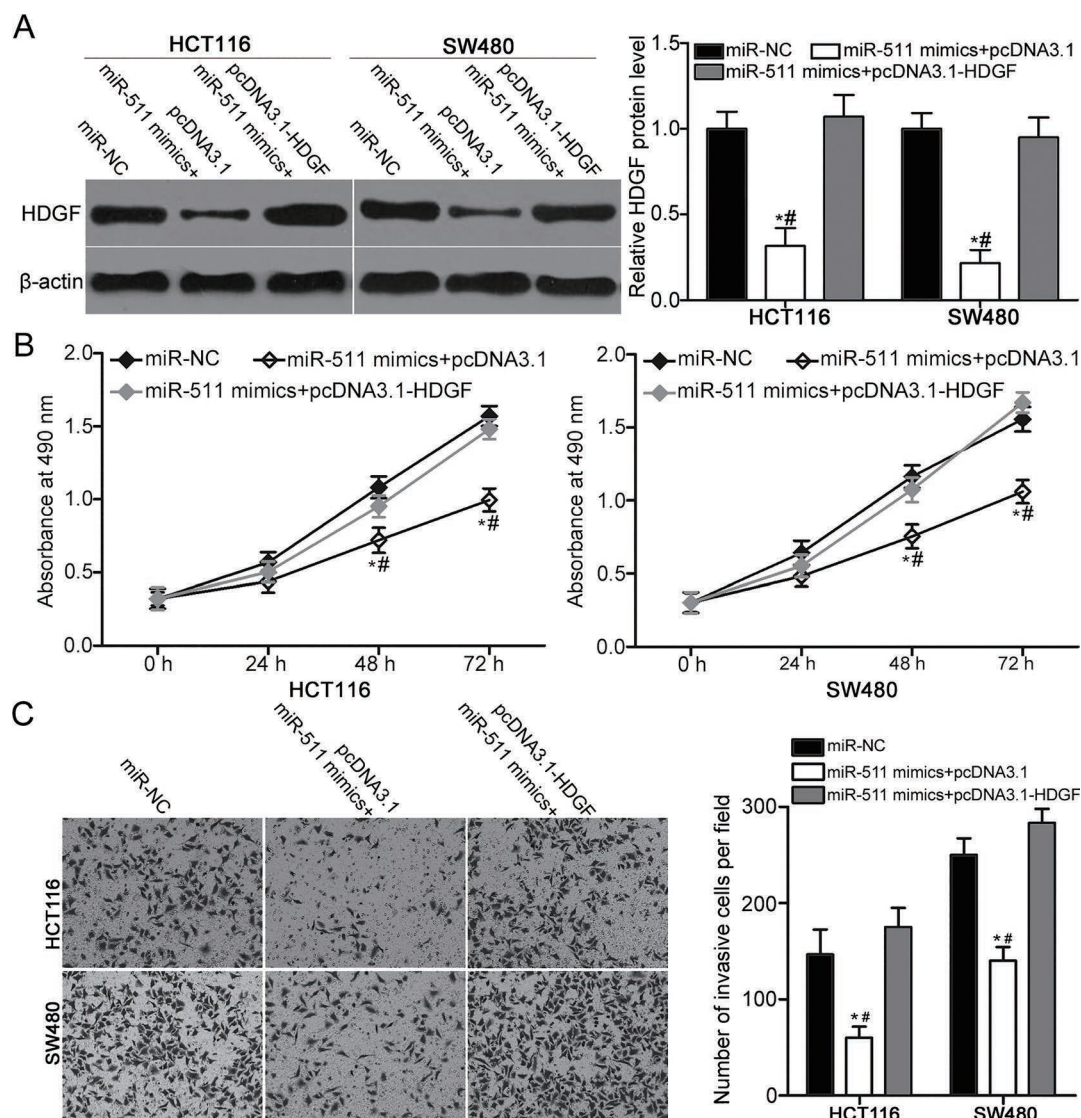 A
HCT116
SW480
miR-NC
miR-511 mimics+
pcDNA3.1
miR-511 mimics+
pcDNA3.1-HDGF
miR-NC
miR-511 mimics+
pcDNA3.1
miR-511 mimics+
pcDNA3.1-HDGF
HDGF
β-actin
Relative HDGF protein level
1.5
1.0
0.5
0.0
miR-NC
miR-511 mimics+pcDNA3.1
miR-511 mimics+pcDNA3.1-HDGF
*#
*#
HCT116
SW480
B
Absorbance at 490 nm
2.0
1.5
1.0
0.5
0.0
miR-NC
miR-511 mimics+pcDNA3.1
miR-511 mimics+pcDNA3.1-HDGF
*#
*#
0 h
24 h
48 h
72 h
HCT116
Absorbance at 490 nm
2.0
1.5
1.0
0.5
0.0
miR-NC
miR-511 mimics+pcDNA3.1
miR-511 mimics+pcDNA3.1-HDGF
*#
*#
0 h
24 h
48 h
72 h
SW480
C
miR-NC
miR-511 mimics+
pcDNA3.1
miR-511 mimics+
pcDNA3.1-HDGF
HCT116
SW480
miR-NC
miR-511 mimics+pcDNA3.1
miR-511 mimics+pcDNA3.1-HDGF
Number of invasive cells per field
300
200
100
0
*#
*#
HCT116
SW480